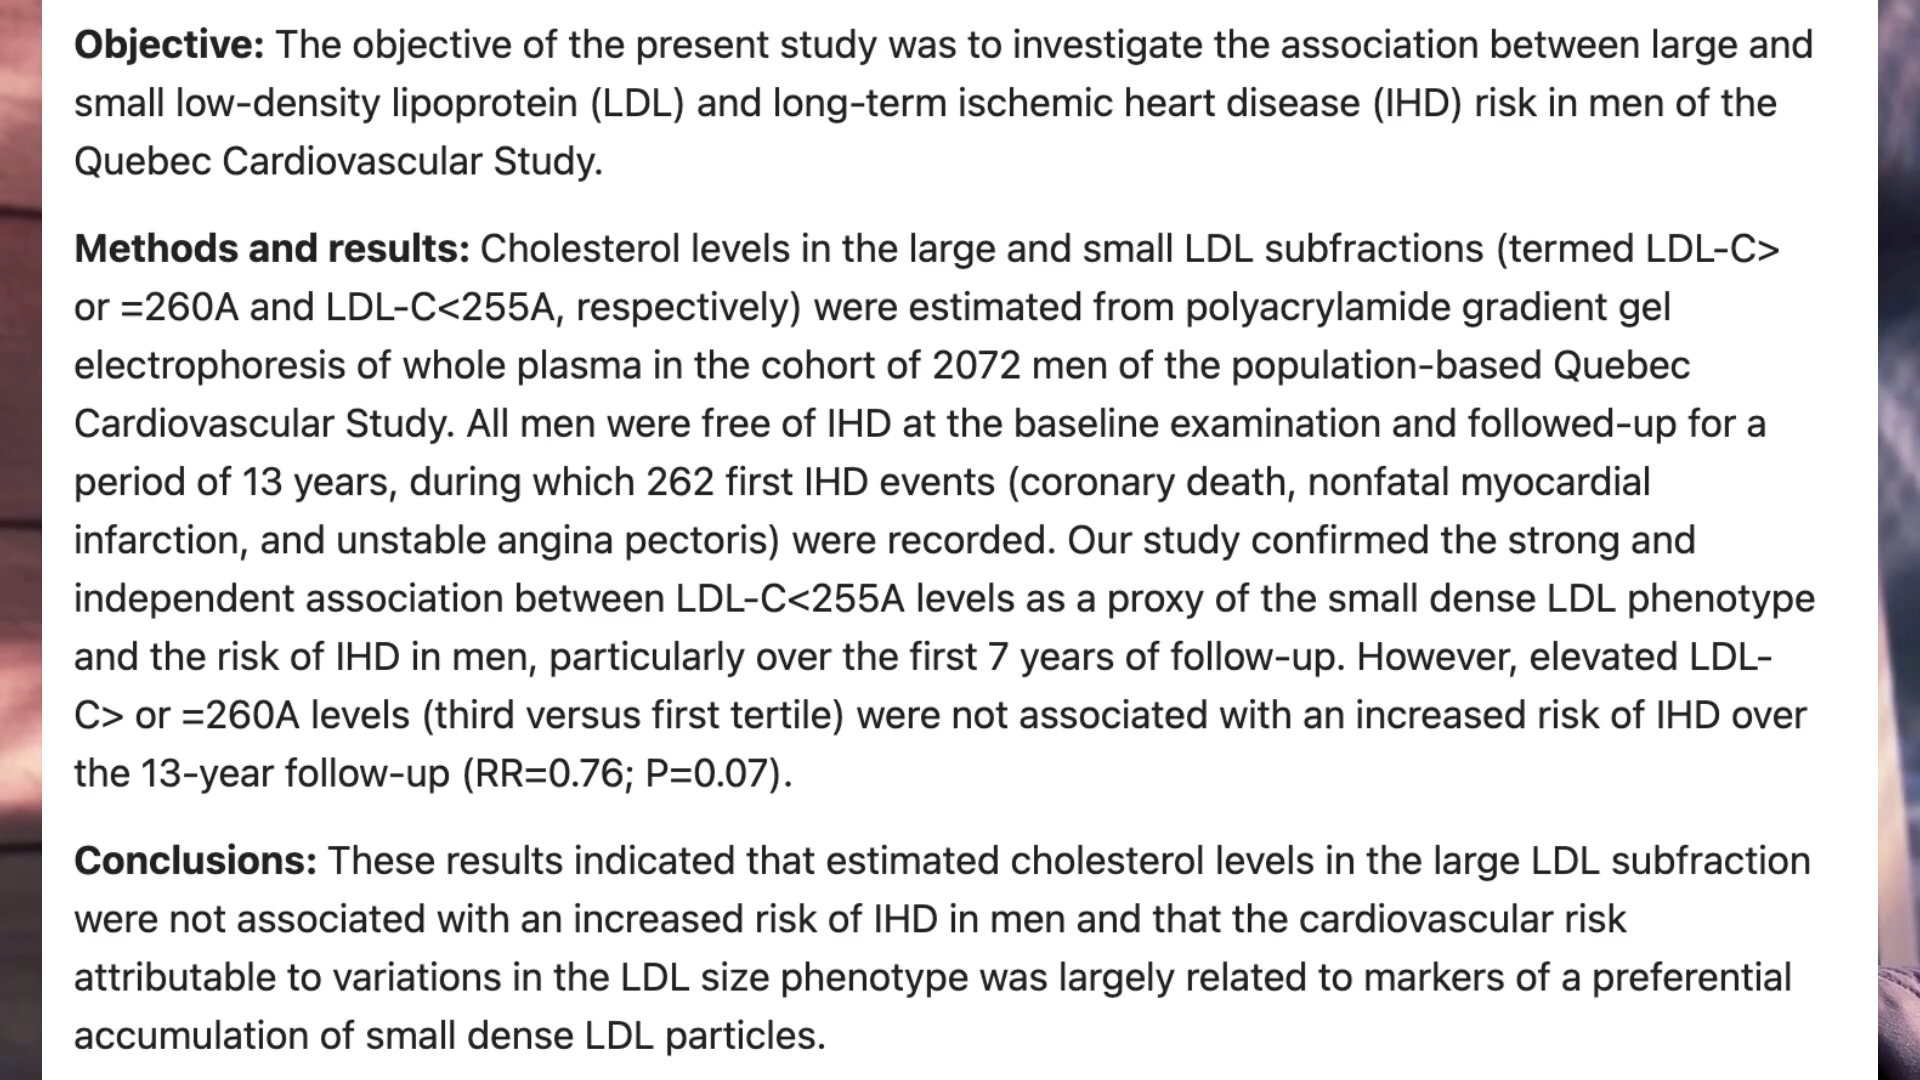 Objective: The objective of the present study was to investigate the association between large and
small low-density lipoprotein (LDL) and long-term ischemic heart disease (IHD) risk in men of the
Quebec Cardiovascular Study.
Methods and results: Cholesterol levels in the large and small LDL subfractions (termed LDL-C>
or =260A and LDL-C<255A, respectively) were estimated from polyacrylamide gradient gel
electrophoresis of whole plasma in the cohort of 2072 men of the population-based Quebec
Cardiovascular Study. All men were free of IHD at the baseline examination and followed-up for a
period of 13 years, during which 262 first IHD events (coronary death, nonfatal myocardial
infarction, and unstable angina pectoris) were recorded. Our study confirmed the strong and
independent association between LDL-C<255A levels as a proxy of the small dense LDL phenotype
and the risk of IHD in men, particularly over the first 7 years of follow-up. However, elevated LDL-
C> or =260A levels (third versus first tertile) were not associated with an increased risk of IHD over
the 13-year follow-up (RR=0.76; P=0.07).
Conclusions: These results indicated that estimated cholesterol levels in the large LDL subfraction
were not associated with an increased risk of IHD in men and that the cardiovascular risk
attributable to variations in the LDL size phenotype was largely related to markers of a preferential
accumulation of small dense LDL particles.